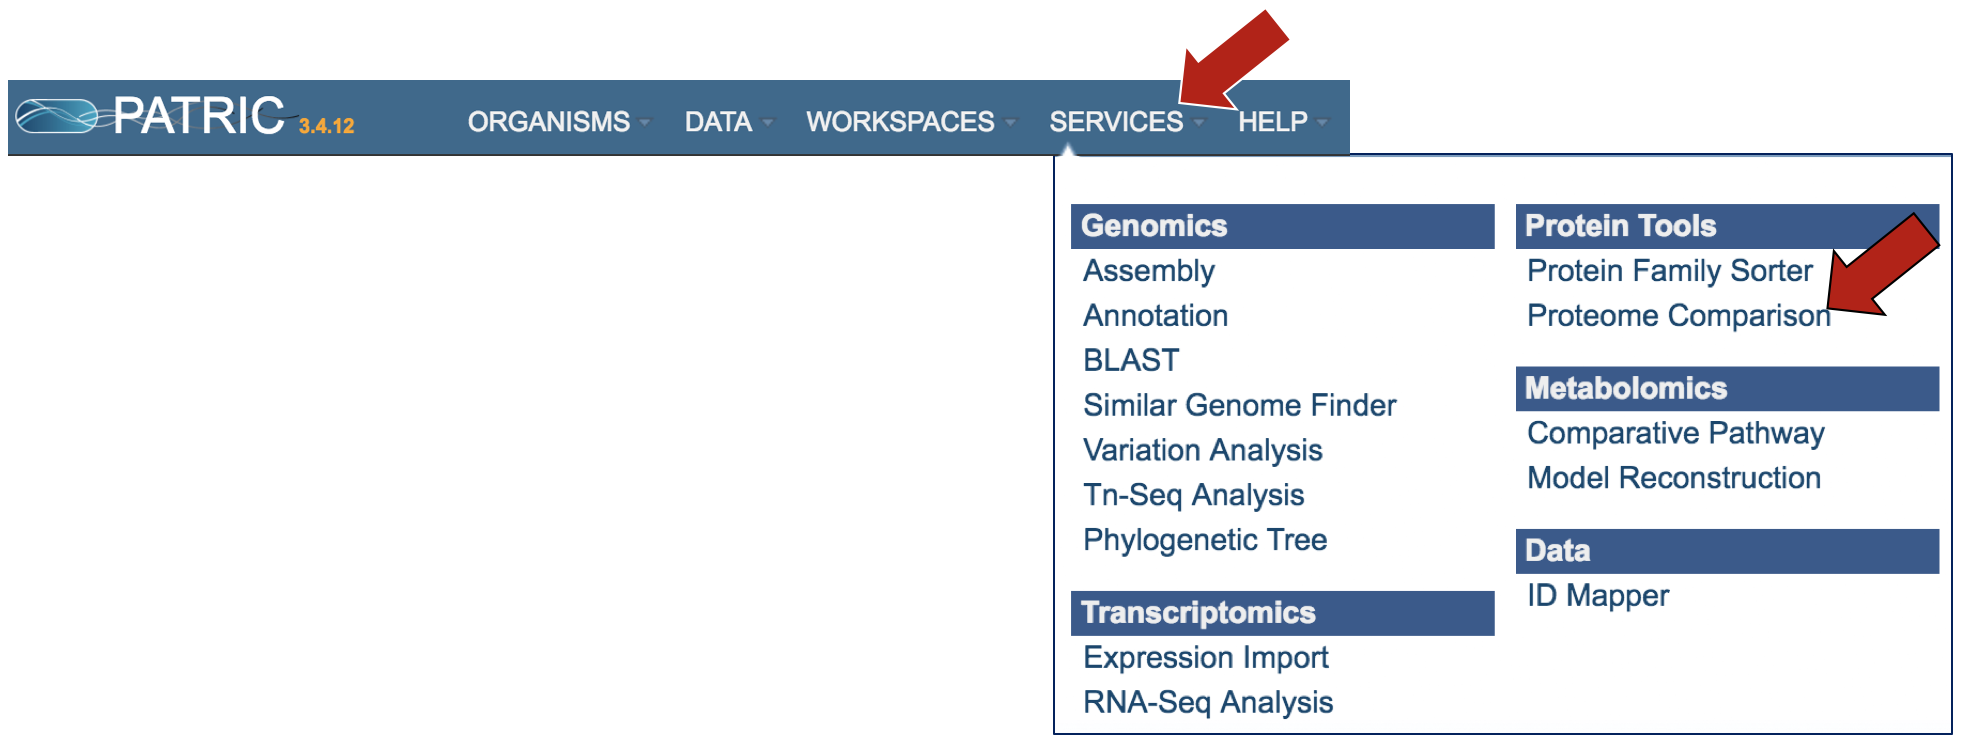 PATRIC 3.4.12 ORGANISMS DATA WORKSPACES SERVICES HELP
Genomics
Assembly
Annotation
BLAST
Similar Genome Finder
Variation Analysis
Tn-Seq Analysis
Phylogenetic Tree
Transcriptomics
Expression Import
RNA-Seq Analysis
Protein Tools
Protein Family Sorter
Proteome Comparison
Metabolomics
Comparative Pathway
Model Reconstruction
Data
ID Mapper